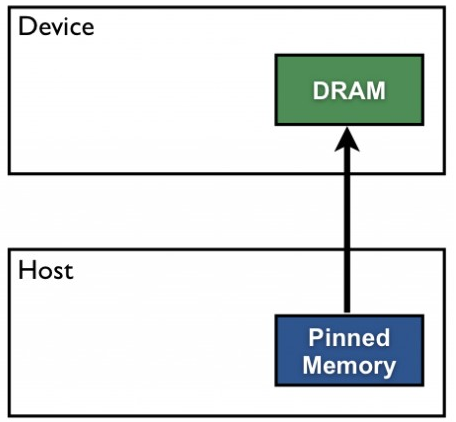 Device
DRAM
Host
Pinned
Memory